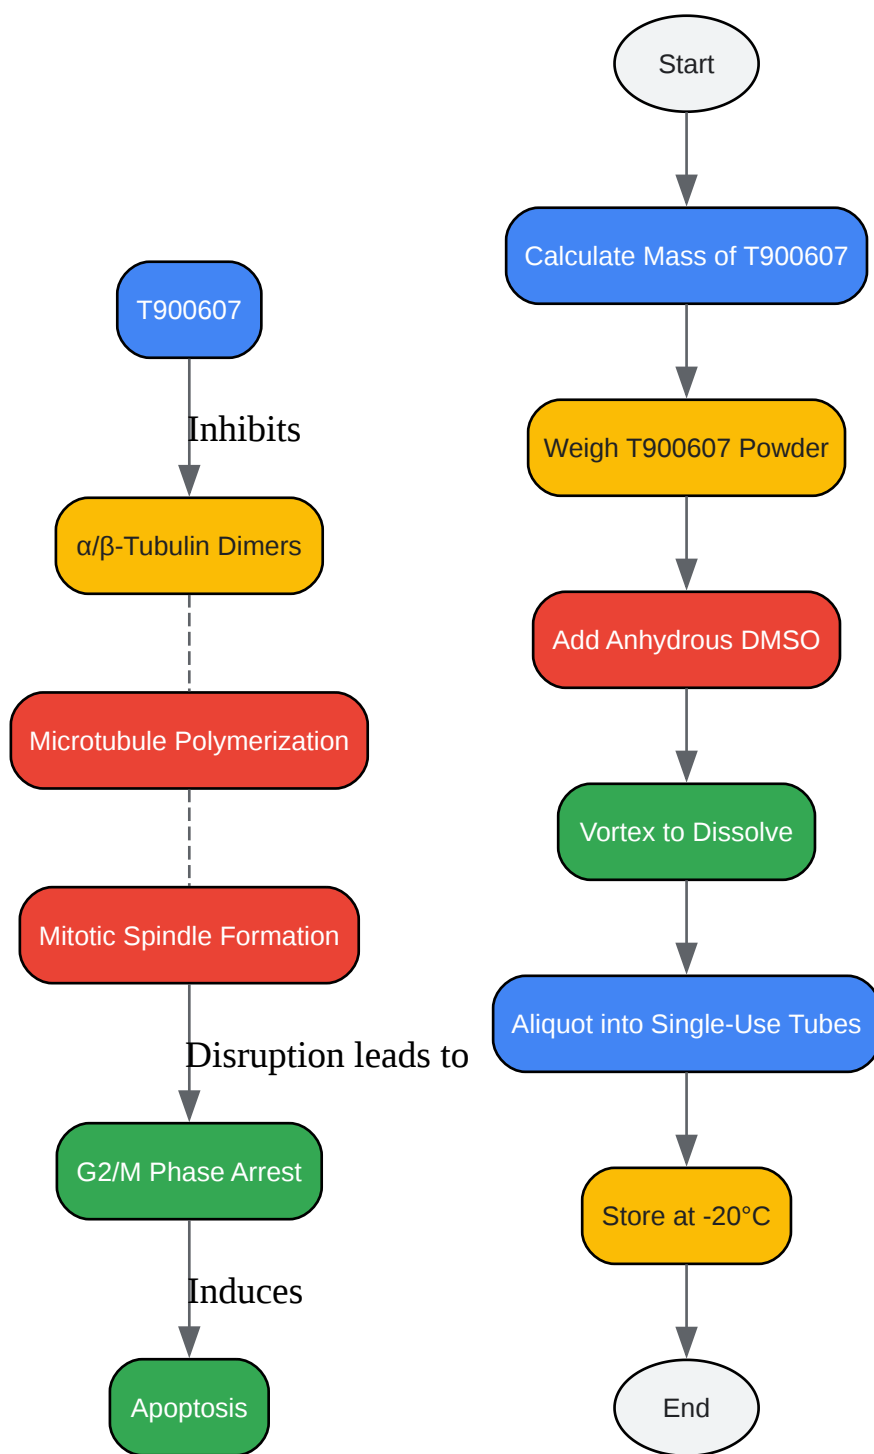 T900607
Inhibits
α/β-Tubulin Dimers
Microtubule Polymerization
Mitotic Spindle Formation
Disruption leads to
G2/M Phase Arrest
Induces
Apoptosis
Start
Calculate Mass of T900607
Weigh T900607 Powder
Add Anhydrous DMSO
Vortex to Dissolve
Aliquot into Single-Use Tubes
Store at -20°C
End